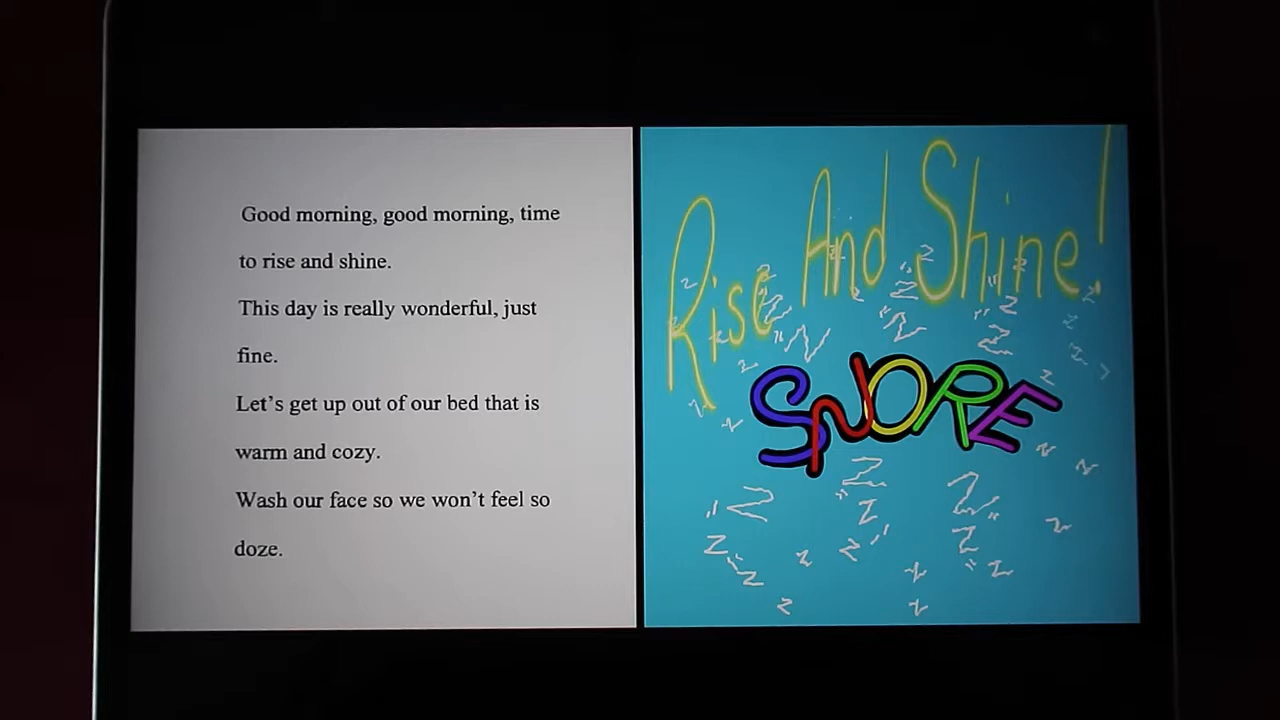 Good morning, good morning, time
to rise and shine.
This day is really wonderful, just
fine.
Let's get up out of our bed that is
warm and cozy.
Wash our face so we won't feel so
doze.
Rise And Shine!
SNORE